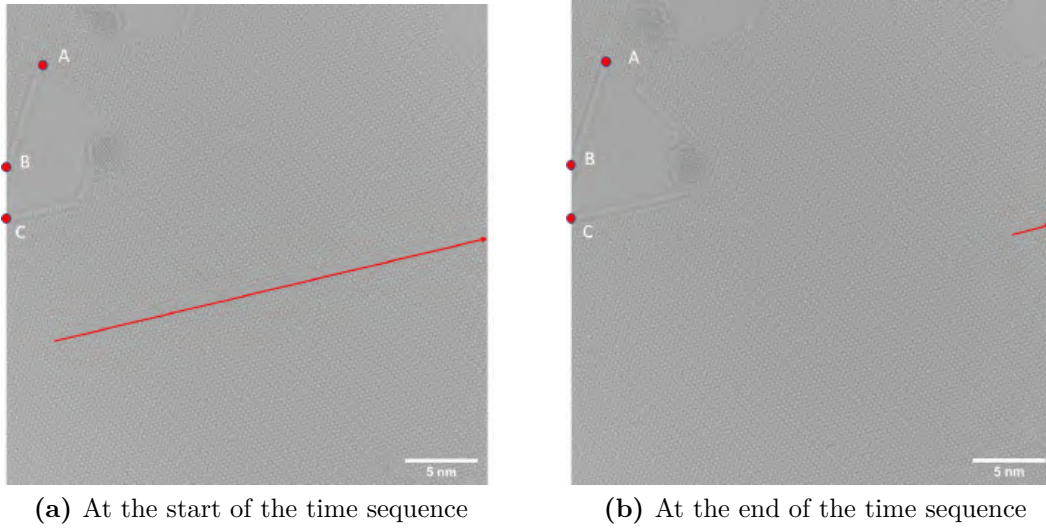 A
B
C
5 nm
A
B
C
5 nm
(a) At the start of the time sequence
(b) At the end of the time sequence